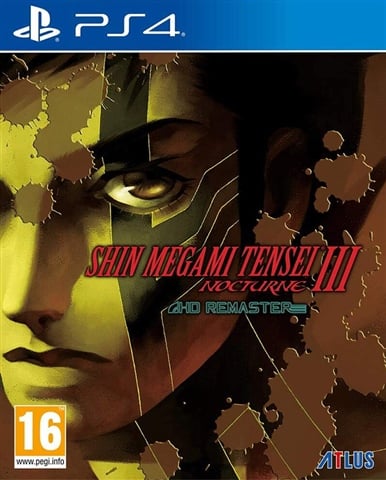 PS4
SHIN MEGAMI TENSEI III
NOCTURNE
HD REMASTER
16
www.pegi.info
ATLUS